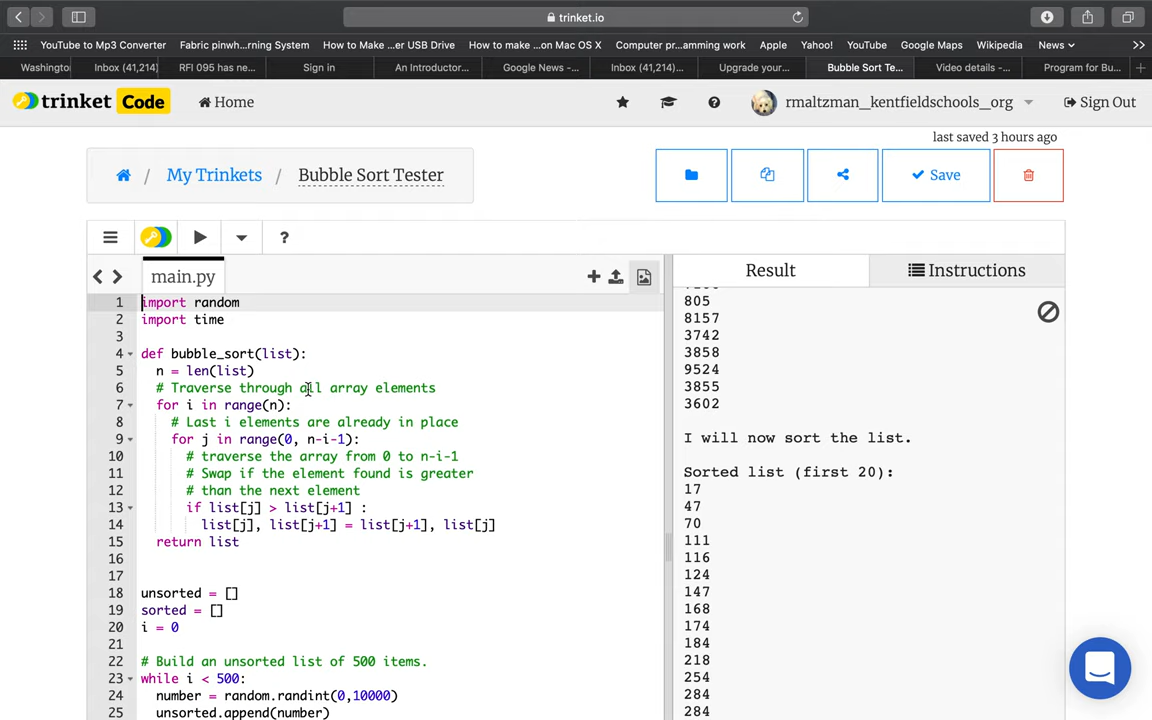 trinket.io
YouTube to Mp3 Converter Fabric pinwh...rning System How to Make ...er USB Drive How to make ...on Mac OS X Computer pr...amming work Apple Yahoo! YouTube Google Maps Wikipedia News
Washingto Inbox (41,214) RFI 095 has ne... Sign in An Introductor... Google News -... Inbox (41,214)... Upgrade your... Bubble Sort Te... Video details -... Program for Bu...
trinket Code Home rmaltzman_kentfieldschools_org Sign Out
last saved 3 hours ago
/ My Trinkets / Bubble Sort Tester Save
?
main.py Result Instructions
1 import random
2 import time
3
4 def bubble_sort(list):
5 n = len(list)
6 # Traverse through all array elements
7 for i in range(n):
8 # Last i elements are already in place
9 for j in range(0, n-i-1):
10 # traverse the array from 0 to n-i-1
11 # Swap if the element found is greater
12 # than the next element
13 if list[j] > list[j+1] :
14 list[j], list[j+1] = list[j+1], list[j]
15 return list
16
17
18 unsorted = []
19 sorted = []
20 i = 0
21
22 # Build an unsorted list of 500 items.
23 while i < 500:
24 number = random.randint(0,10000)
25 unsorted.append(number)
805
8157
3742
3858
9524
3855
3602
I will now sort the list.
Sorted list (first 20):
17
47
70
111
116
124
147
168
174
184
218
254
284
284